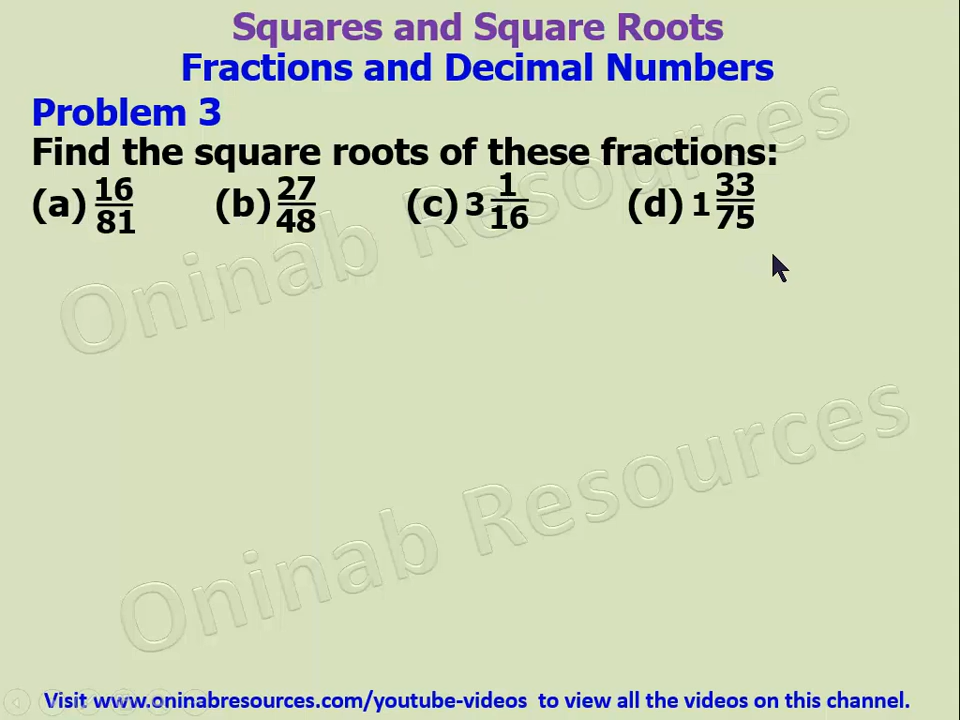 Squares and Square Roots
Fractions and Decimal Numbers
Problem 3
Find the square roots of these fractions:
(a) 16/81 (b) 27/48 (c) 3 1/16 (d) 1 33/75
Oninab Resources
Oninab Resources
Visit www.oninabresources.com/youtube-videos to view all the videos on this channel.